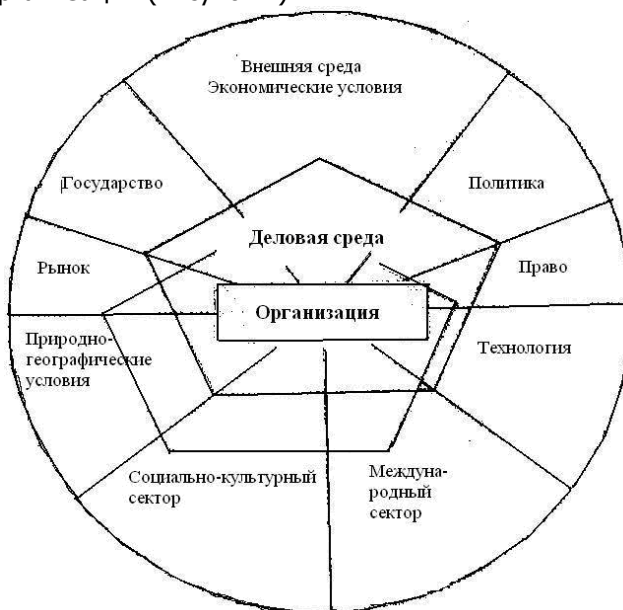 Внешняя среда
Экономические условия
Государство
Политика
Деловая среда
Рынок
Право
Организация
Природно-
географические
условия
Технология
Социально-культурный
сектор
Междуна-
родный
сектор